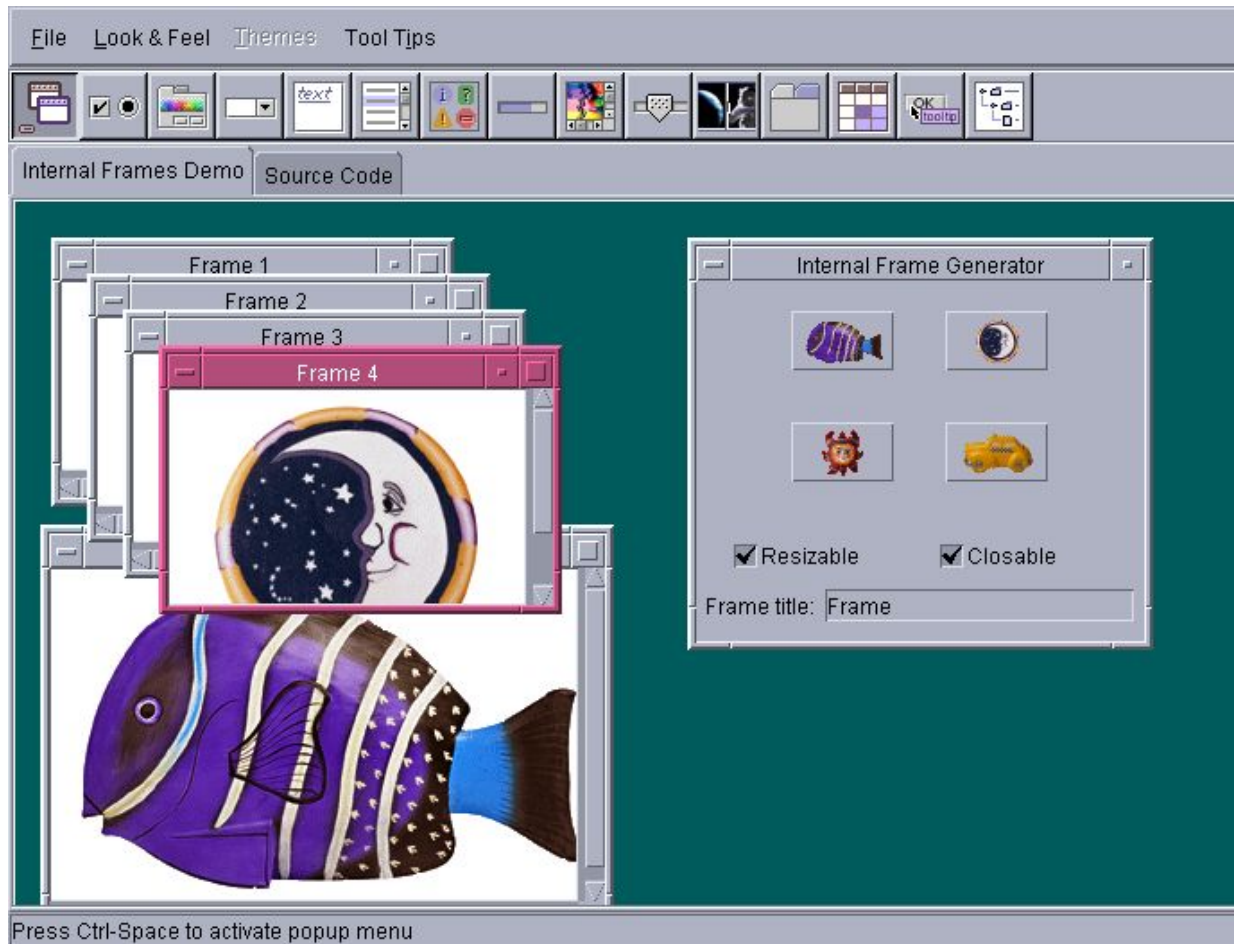 File Look & Feel Themes Tool Tips
text
OK
tooltip
Internal Frames Demo Source Code
Frame 1
Internal Frame Generator
Frame 2
Frame 3
Frame 4
Resizable Closable
Frame title: Frame
Press Ctrl-Space to activate popup menu